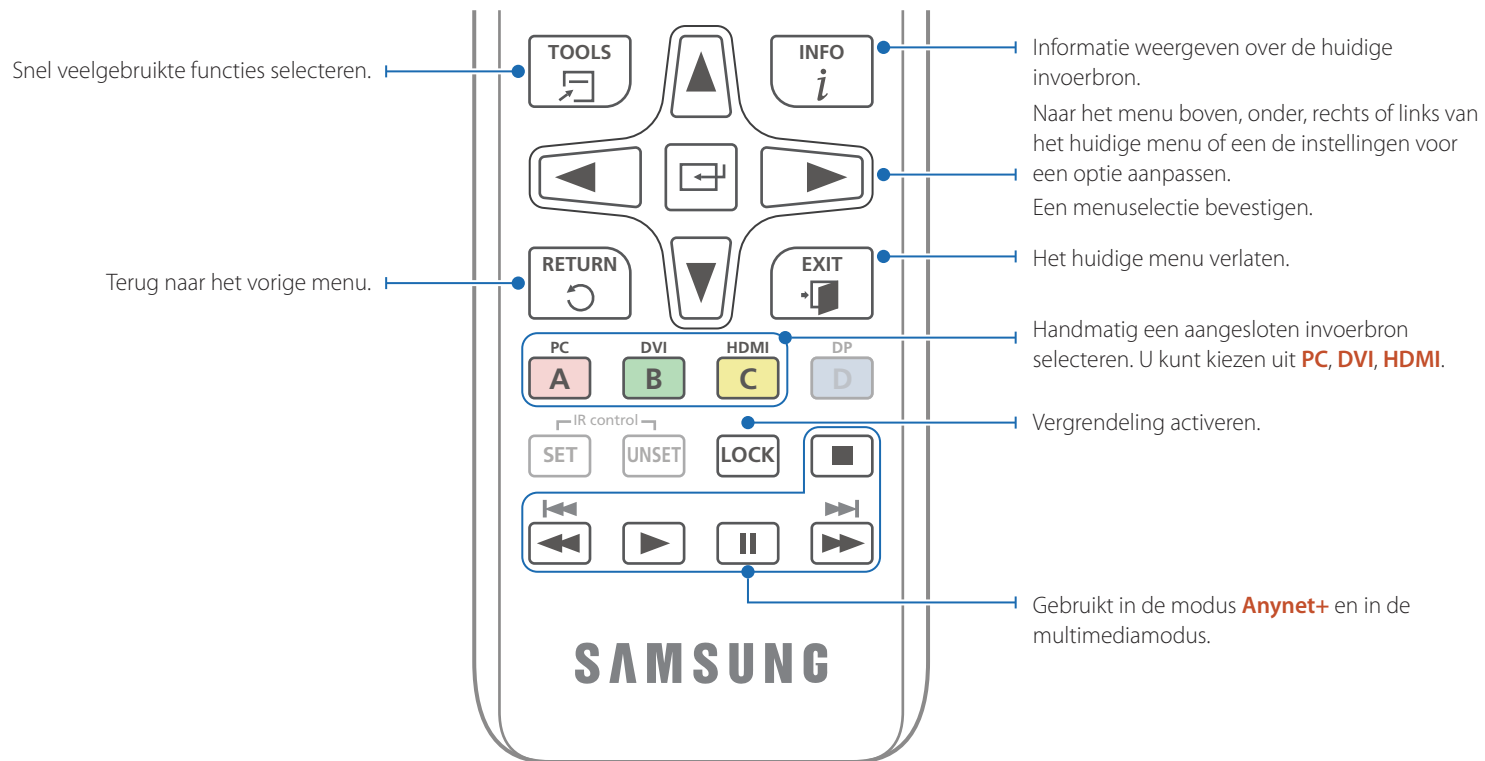 TOOLS
INFO
i
Snel veelgebruikte functies selecteren.
Informatie weergeven over de huidige
invoerbron.
Naar het menu boven, onder, rechts of links van
het huidige menu of een de instellingen voor
een optie aanpassen.
Een menuselectie bevestigen.
RETURN
EXIT
Terug naar het vorige menu.
Het huidige menu verlaten.
PC
DVI
HDMI
DP
A
B
C
D
Handmatig een aangesloten invoerbron
selecteren. U kunt kiezen uit PC, DVI, HDMI.
IR control
SET
UNSET
LOCK
Vergrendeling activeren.
Gebruikt in de modus Anynet+ en in de
multimediamodus.
SAMSUNG